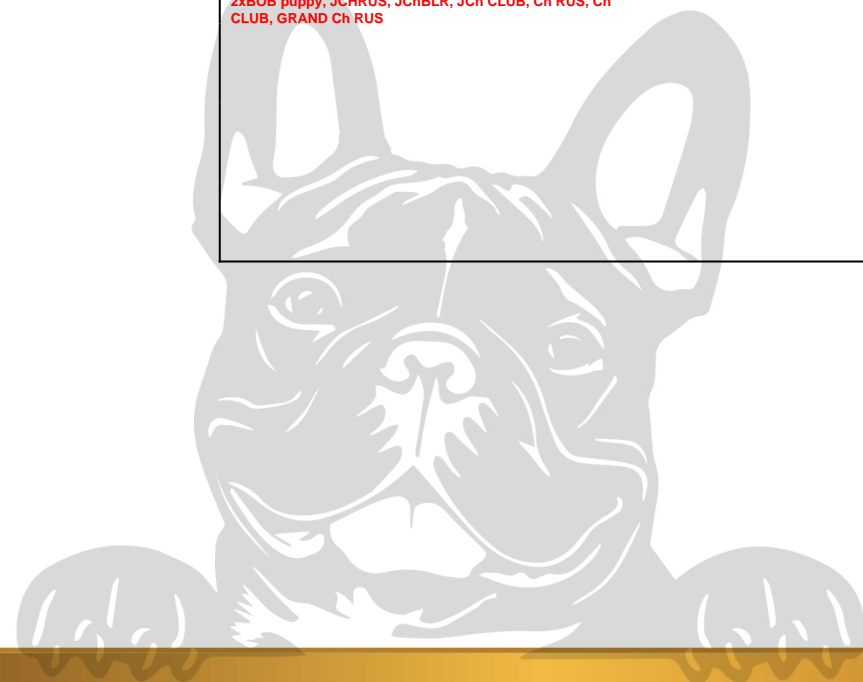 2xBOB puppy, JCHRUS, JChBLR, JCh CLUB, Ch RUS, Ch
CLUB, GRAND Ch RUS